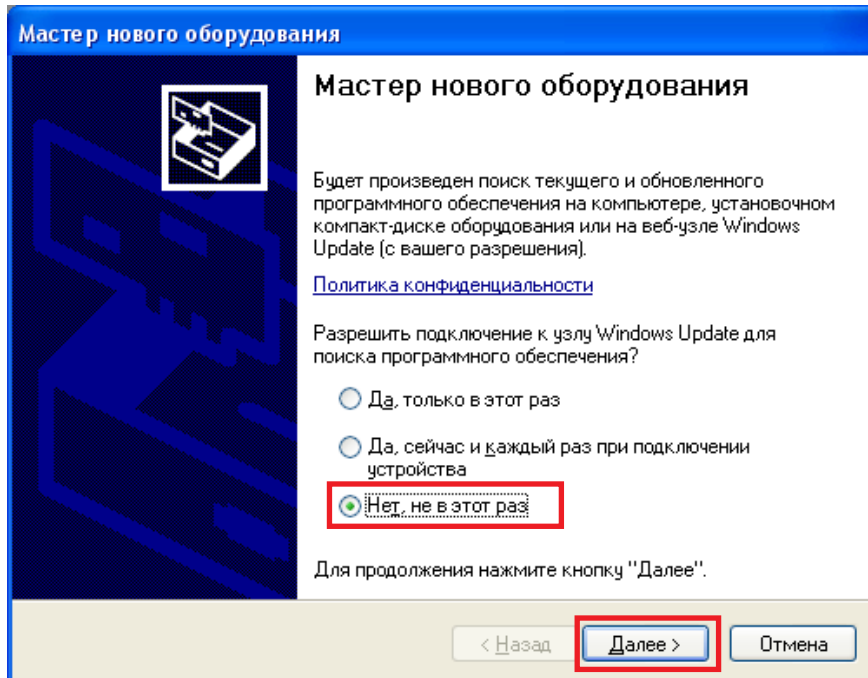 Мастер нового оборудования
Мастер нового оборудования
Будет произведен поиск текущего и обновленного
программного обеспечения на компьютере, установочном
компакт-диске оборудования или на веб-узле Windows
Update (с вашего разрешения).
Политика конфиденциальности
Разрешить подключение к узлу Windows Update для
поиска программного обеспечения?
Да, только в этот раз
Да, сейчас и каждый раз при подключении
устройства
Нет, не в этот раз
Для продолжения нажмите кнопку "Далее".
< Назад Далее > Отмена